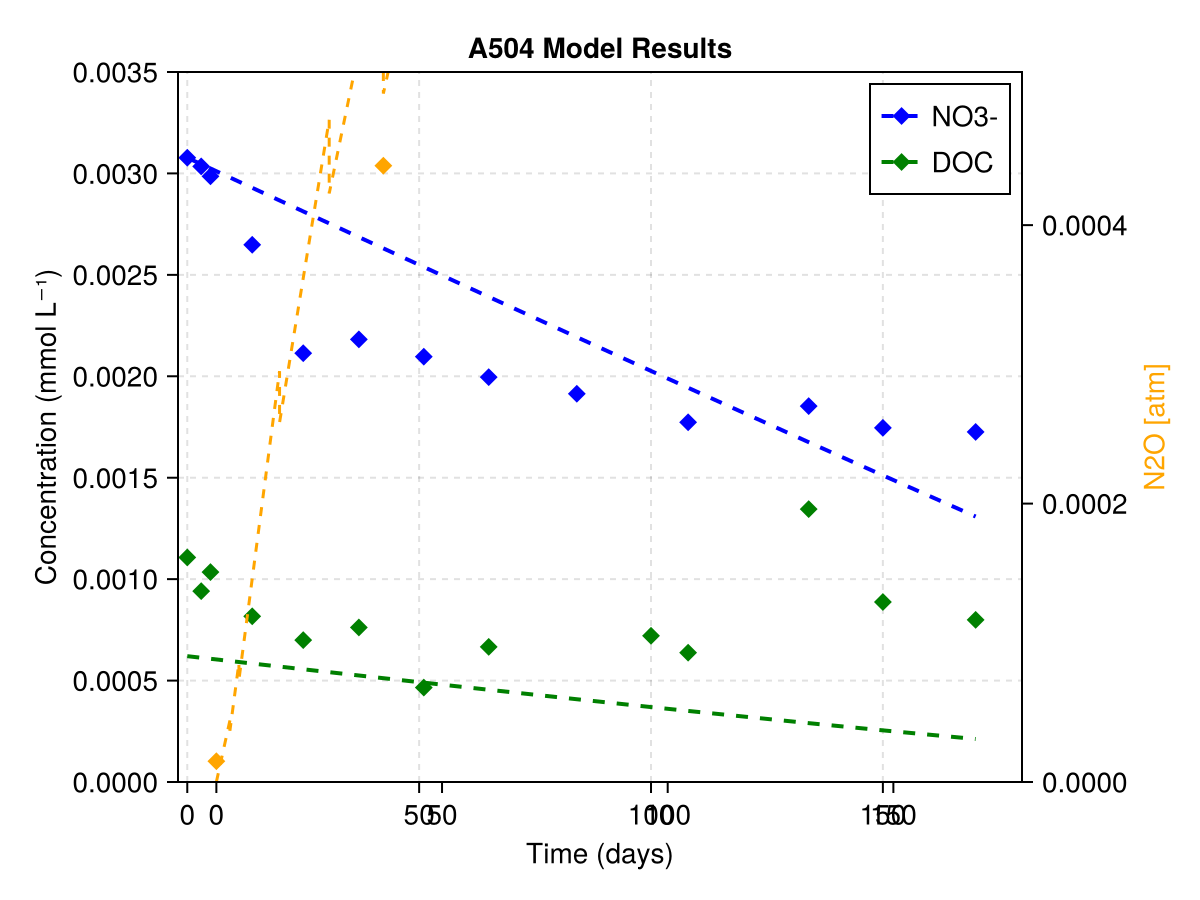 A504 Model Results
0.0035
0.0030
0.0025
0.0020
0.0015
0.0010
0.0005
0.0000
Concentration (mmol L⁻¹)
NO3-
DOC
0.0004
0.0002
0.0000
N2O [atm]
0 0 50 50 100 100 150 150
Time (days)